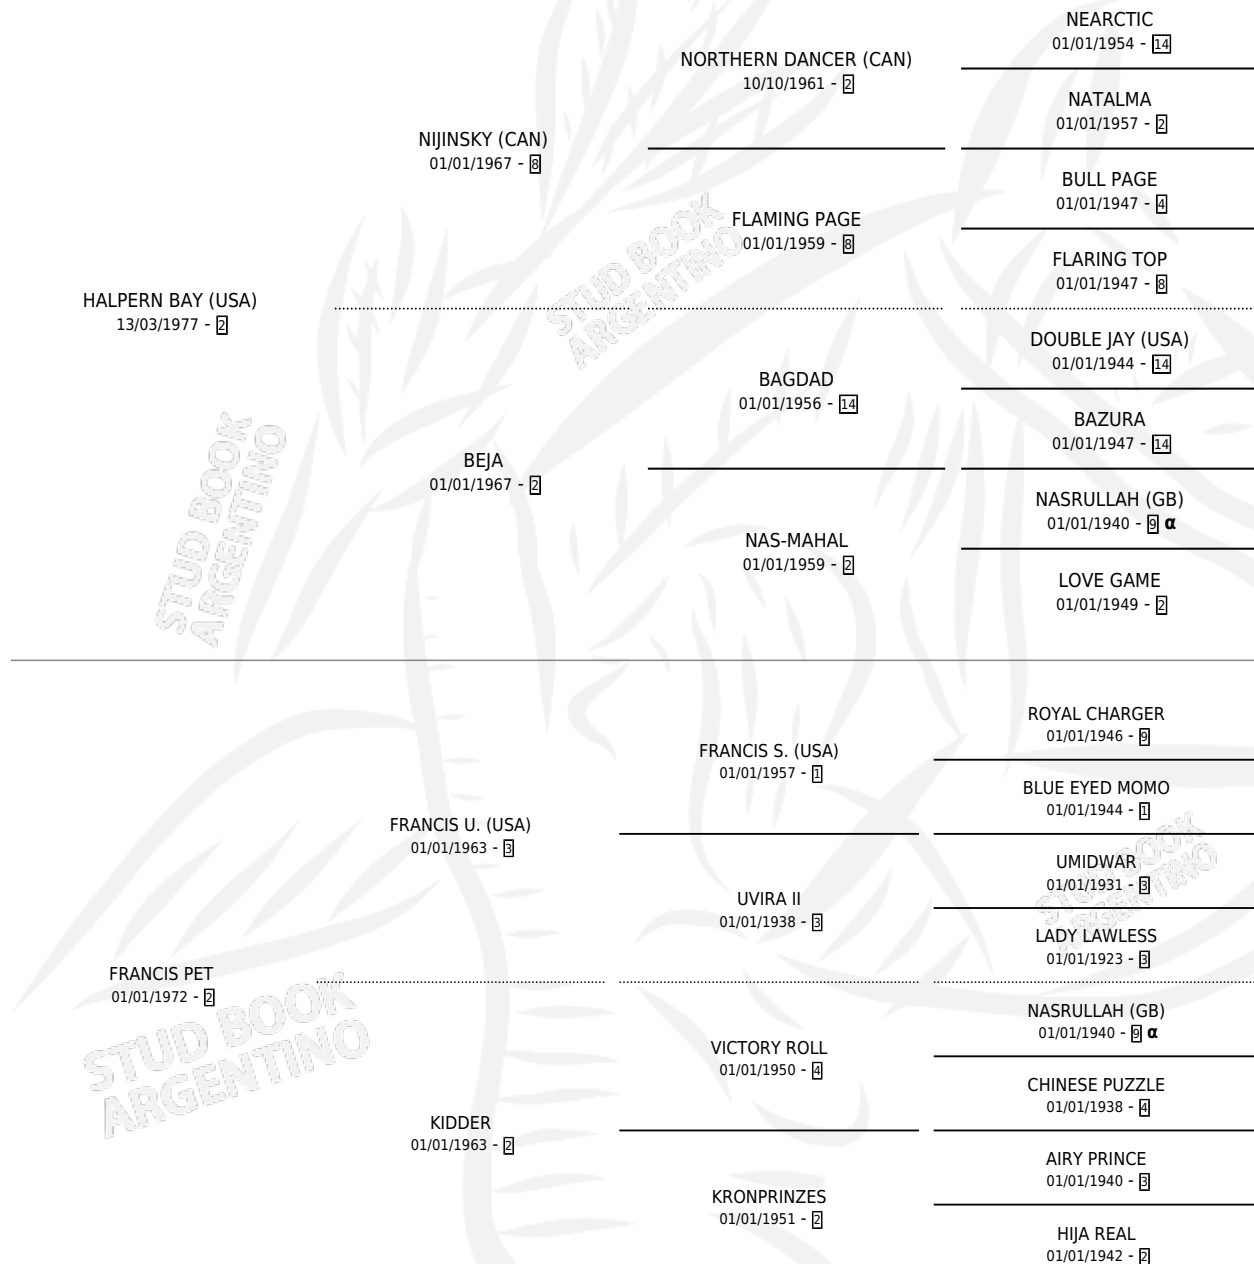 NEARCTIC
01/01/1954 - 14
NORTHERN DANCER (CAN)
10/10/1961 - 2
NATALMA
01/01/1957 - 2
NIJINSKY (CAN)
01/01/1967 - 8
BULL PAGE
01/01/1947 - 4
FLAMING PAGE
01/01/1959 - 8
FLARING TOP
01/01/1947 - 8
HALPERN BAY (USA)
13/03/1977 - 2
DOUBLE JAY (USA)
01/01/1944 - 14
BAGDAD
01/01/1956 - 14
BAZURA
01/01/1947 - 14
BEJA
01/01/1967 - 2
NASRULLAH (GB)
01/01/1940 - 9 α
NAS-MAHAL
01/01/1959 - 2
LOVE GAME
01/01/1949 - 2
ROYAL CHARGER
01/01/1946 - 9
FRANCIS S. (USA)
01/01/1957 - 1
BLUE EYED MOMO
01/01/1944 - 1
FRANCIS U. (USA)
01/01/1963 - 3
UMIDWAR
01/01/1931 - 3
UVIRA II
01/01/1938 - 3
LADY LAWLESS
01/01/1923 - 3
FRANCIS PET
01/01/1972 - 2
NASRULLAH (GB)
01/01/1940 - 9 α
VICTORY ROLL
01/01/1950 - 4
CHINESE PUZZLE
01/01/1938 - 4
KIDDER
01/01/1963 - 2
AIRY PRINCE
01/01/1940 - 3
KRONPRINZES
01/01/1951 - 2
HIJA REAL
01/01/1942 - 2
STUD BOOK
ARGENTINO
STUD BOOK
ARGENTINO
STUD BOOK
ARGENTINO
STUD BOOK
ARGENTINO